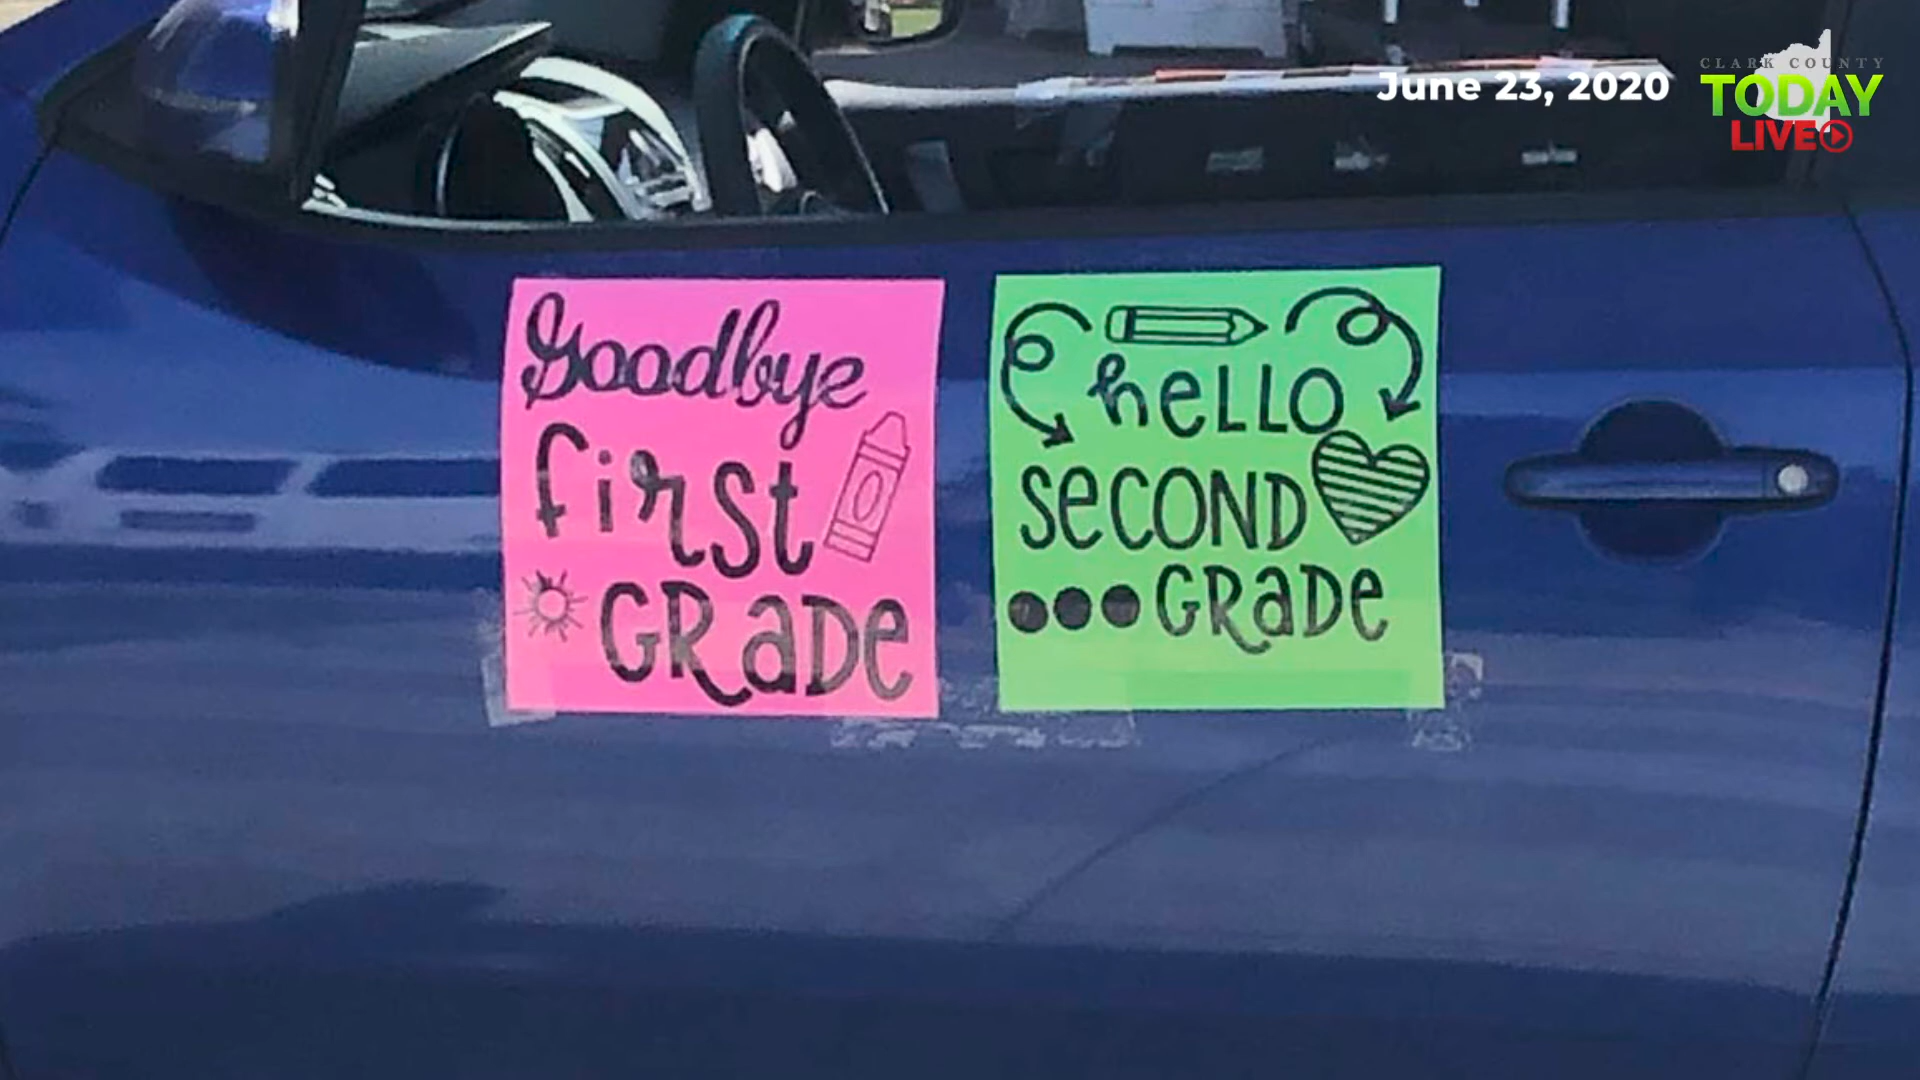 June 23, 2020
CLARK COUNTY
TODAY
LIVE
Goodbye
first
GRaDe
heLLO
seCOND
GRaDe